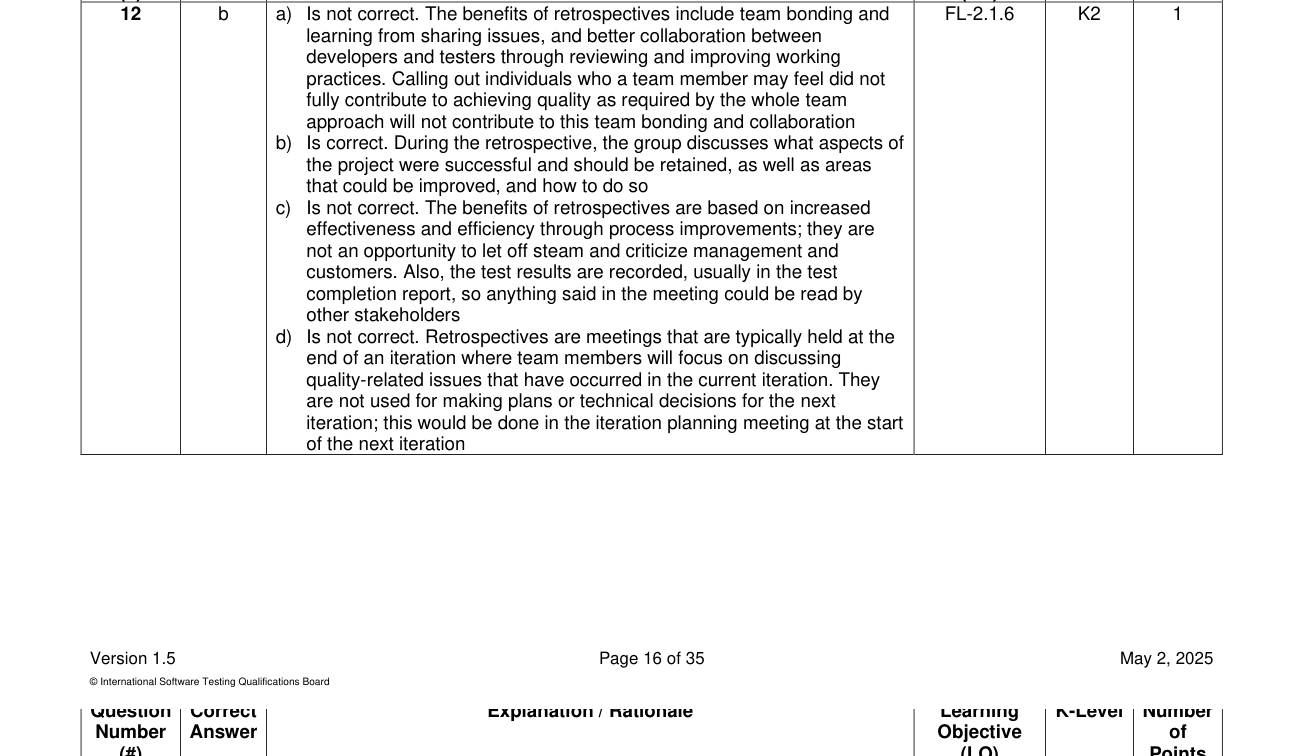 12 b a) Is not correct. The benefits of retrospectives include team bonding and FL-2.1.6 K2 1
learning from sharing issues, and better collaboration between
developers and testers through reviewing and improving working
practices. Calling out individuals who a team member may feel did not
fully contribute to achieving quality as required by the whole team
approach will not contribute to this team bonding and collaboration
b) Is correct. During the retrospective, the group discusses what aspects of
the project were successful and should be retained, as well as areas
that could be improved, and how to do so
c) Is not correct. The benefits of retrospectives are based on increased
effectiveness and efficiency through process improvements; they are
not an opportunity to let off steam and criticize management and
customers. Also, the test results are recorded, usually in the test
completion report, so anything said in the meeting could be read by
other stakeholders
d) Is not correct. Retrospectives are meetings that are typically held at the
end of an iteration where team members will focus on discussing
quality-related issues that have occurred in the current iteration. They
are not used for making plans or technical decisions for the next
iteration; this would be done in the iteration planning meeting at the start
of the next iteration
Version 1.5 Page 16 of 35 May 2, 2025
© International Software Testing Qualifications Board
Question Correct Explanation / Rationale Learning K-Level Number
Number Answer Objective of
(#) (LO) Points